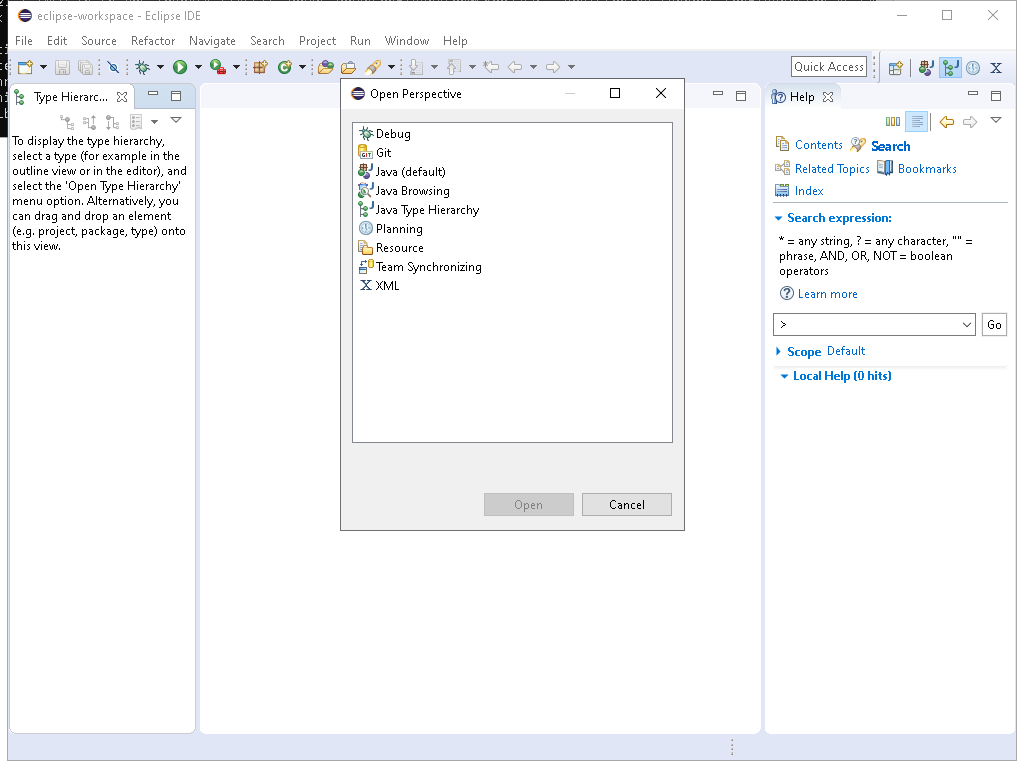 eclipse-workspace - Eclipse IDE
File Edit Source Refactor Navigate Search Project Run Window Help
Quick Access
Type Hierarc...
To display the type hierarchy,
select a type (for example in the
outline view or in the editor), and
select the 'Open Type Hierarchy'
menu option. Alternatively, you
can drag and drop an element
(e.g. project, package, type) onto
this view.
Open Perspective
Debug
Git
Java (default)
Java Browsing
Java Type Hierarchy
Planning
Resource
Team Synchronizing
XML
Open Cancel
Help
Contents Search
Related Topics Bookmarks
Index
Search expression:
* = any string, ? = any character, "" =
phrase, AND, OR, NOT = boolean
operators
Learn more
> Go
Scope Default
Local Help (0 hits)